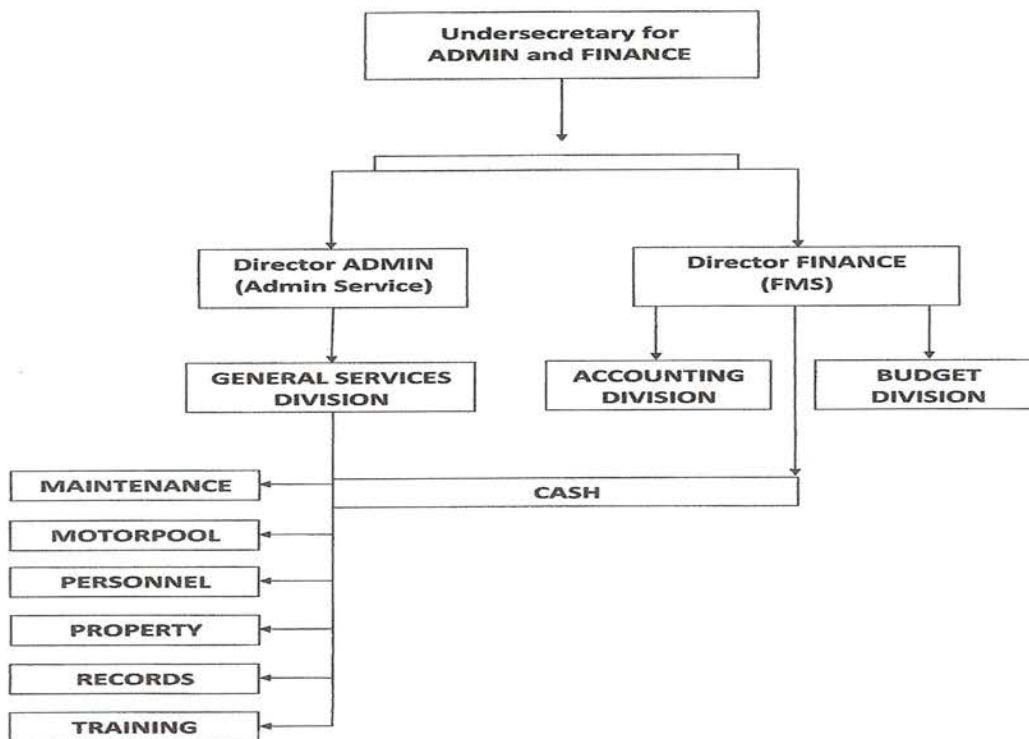 Undersecretary for
ADMIN and FINANCE
Director ADMIN
(Admin Service)
Director FINANCE
(FMS)
GENERAL SERVICES
DIVISION
ACCOUNTING
DIVISION
BUDGET
DIVISION
MAINTENANCE
CASH
MOTORPOOL
PERSONNEL
PROPERTY
RECORDS
TRAINING